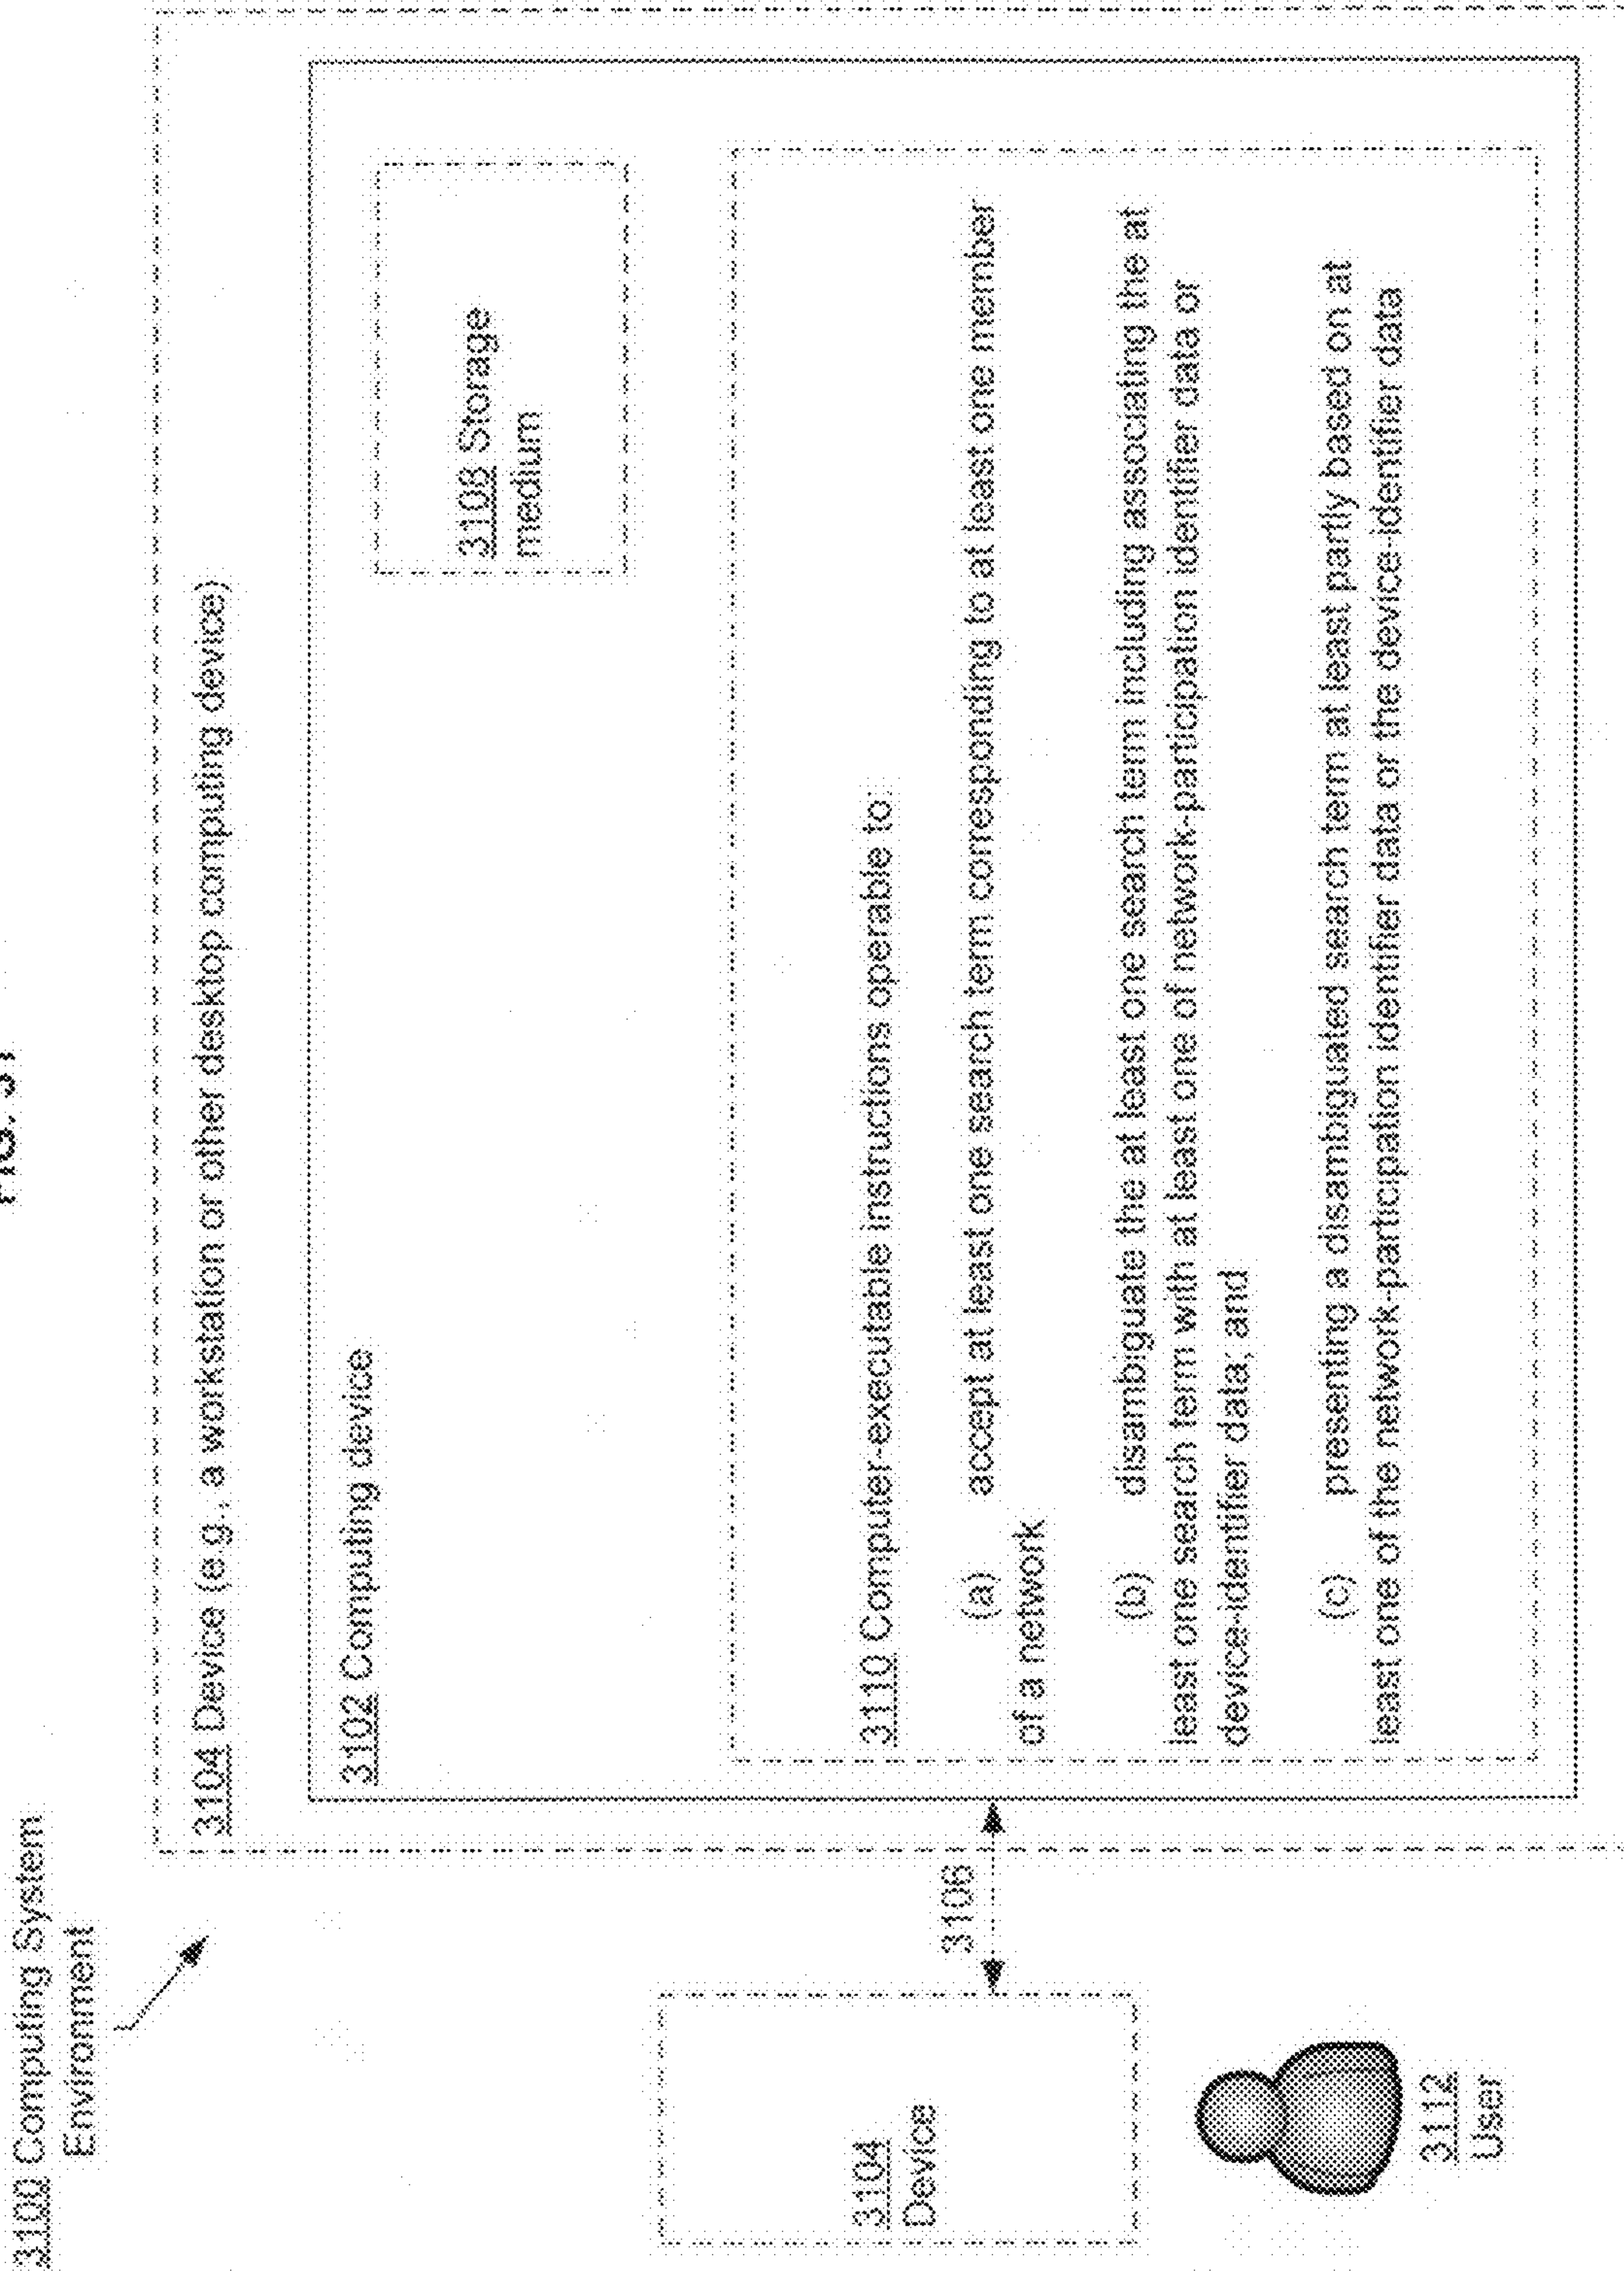 FIG. 31
3100 Computing System
Environment
3104 Device (e.g., a workstation or other desktop computing device)
3102 Computing device
3108 Storage
medium
3110 Computer-executable instructions operable to:
(a) accept at least one search term corresponding to at least one member
of a network
(b) disambiguate the at least one search term including associating the at
least one search term with at least one of network-participation identifier data or
device-identifier data; and
(c) presenting a disambiguated search term at least partly based on at
least one of the network-participation identifier data or the device-identifier data
3106
3104
Device
3112
User